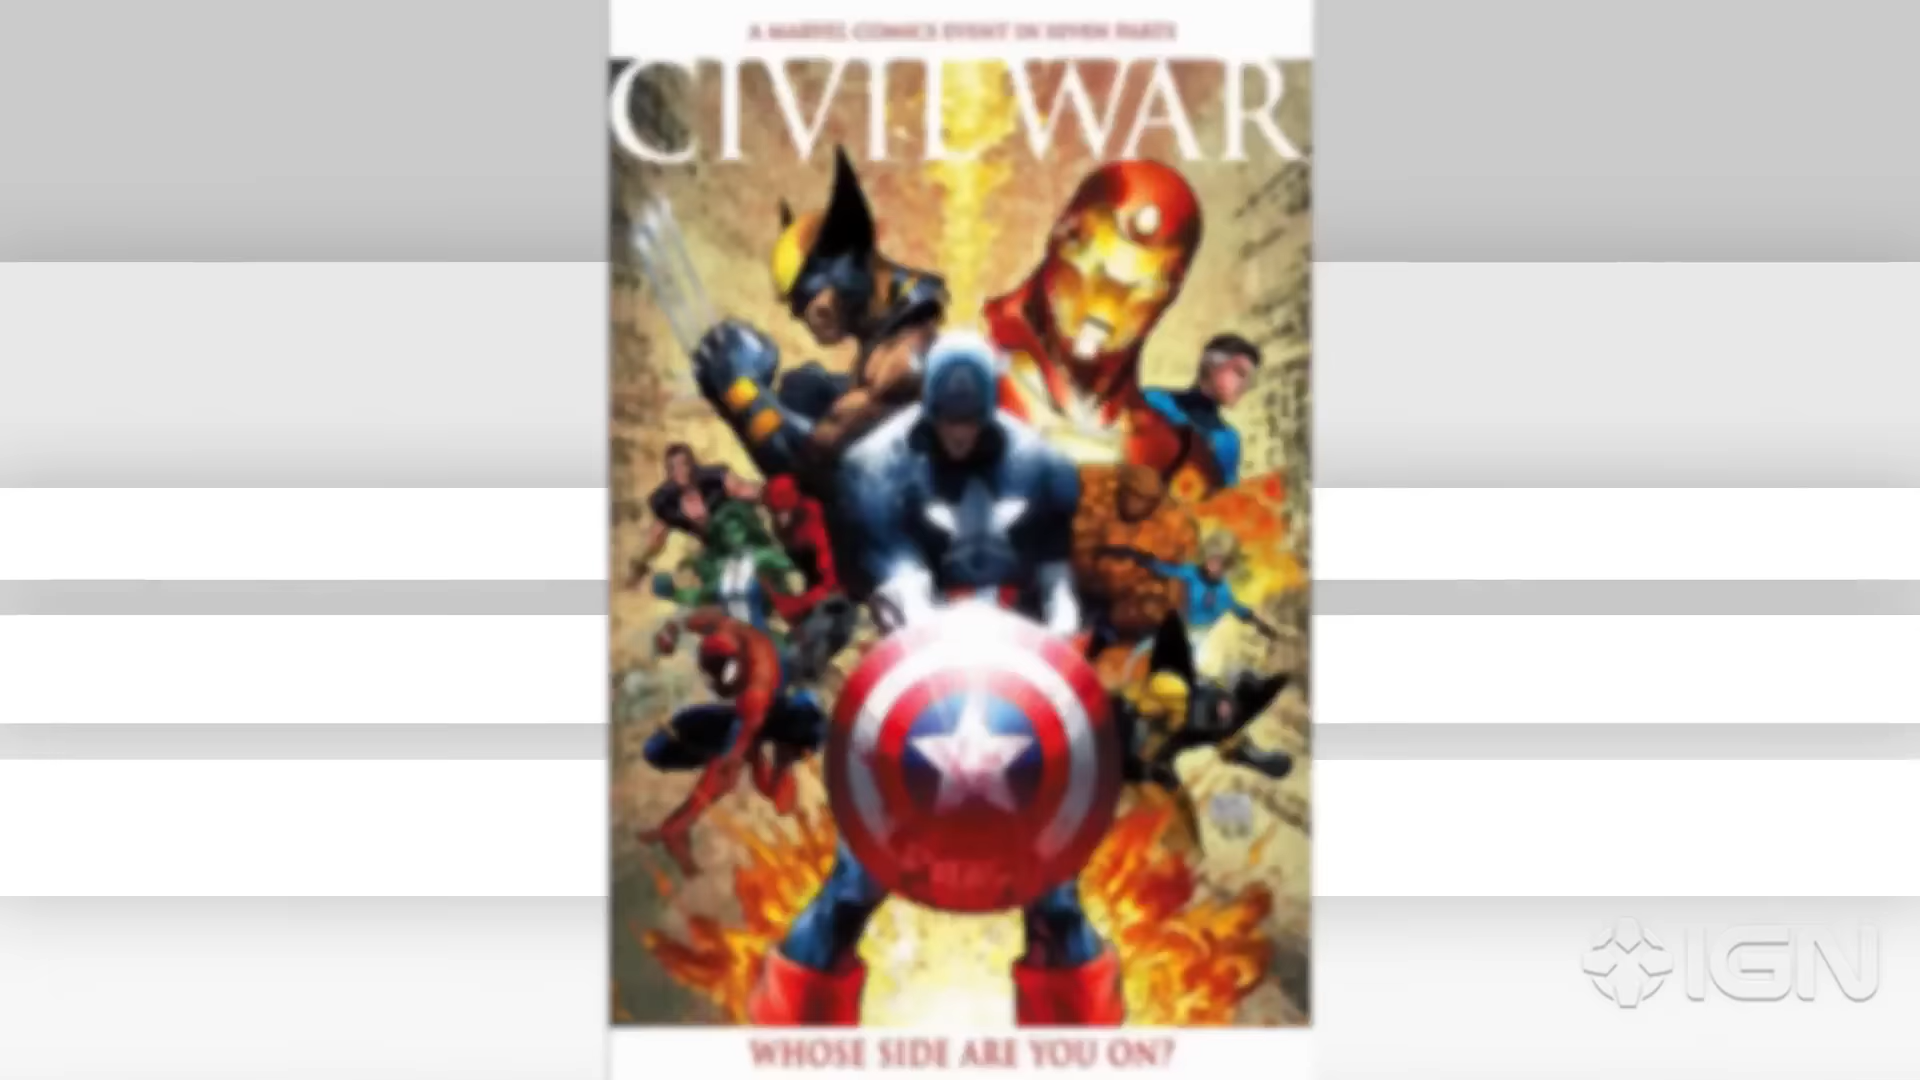 A MARVEL COMICS EVENT IN SEVEN PARTS
CIVIL WAR
WHOSE SIDE ARE YOU ON?
IGN